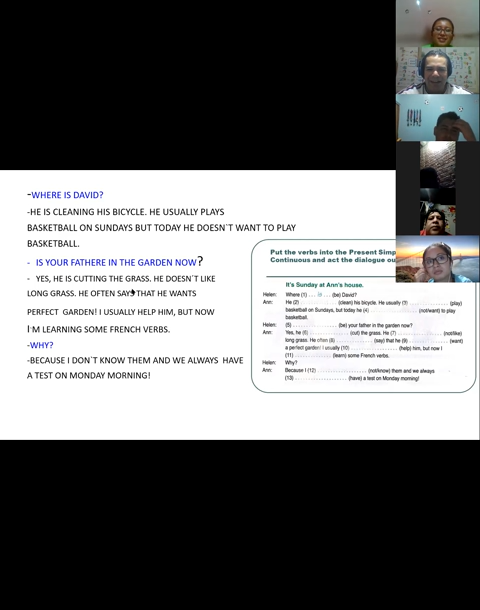 -WHERE IS DAVID?
-HE IS CLEANING HIS BICYCLE. HE USUALLY PLAYS
BASKETBALL ON SUNDAYS BUT TODAY HE DOESN´T WANT TO PLAY
BASKETBALL.
- IS YOUR FATHERE IN THE GARDEN NOW?
- YES, HE IS CUTTING THE GRASS. HE DOESN´T LIKE
LONG GRASS. HE OFTEN SAYS THAT HE WANTS
PERFECT GARDEN! I USUALLY HELP HIM, BUT NOW
I´M LEARNING SOME FRENCH VERBS.
-WHY?
-BECAUSE I DON´T KNOW THEM AND WE ALWAYS HAVE
A TEST ON MONDAY MORNING!
Put the verbs into the Present Simp
Continuous and act the dialogue ou
It's Sunday at Ann's house.
Helen: Where (1) .... is .. (be) David?
Ann: He (2) .................. (clean) his bicycle. He usually (3) .................. (play)
basketball on Sundays, but today he (4) .................. (not/want) to play
basketball.
Helen: (5) .................. (be) your father in the garden now?
Ann: Yes, he (6) .................. (cut) the grass. He (7) .................. (not/like)
long grass. He often (8) .................. (say) that he (9) .................. (want)
a perfect garden! I usually (10) .................. (help) him, but now I
(11) .................. (learn) some French verbs.
Helen: Why?
Ann: Because I (12) .................. (not/know) them and we always
(13) .................. (have) a test on Monday morning!